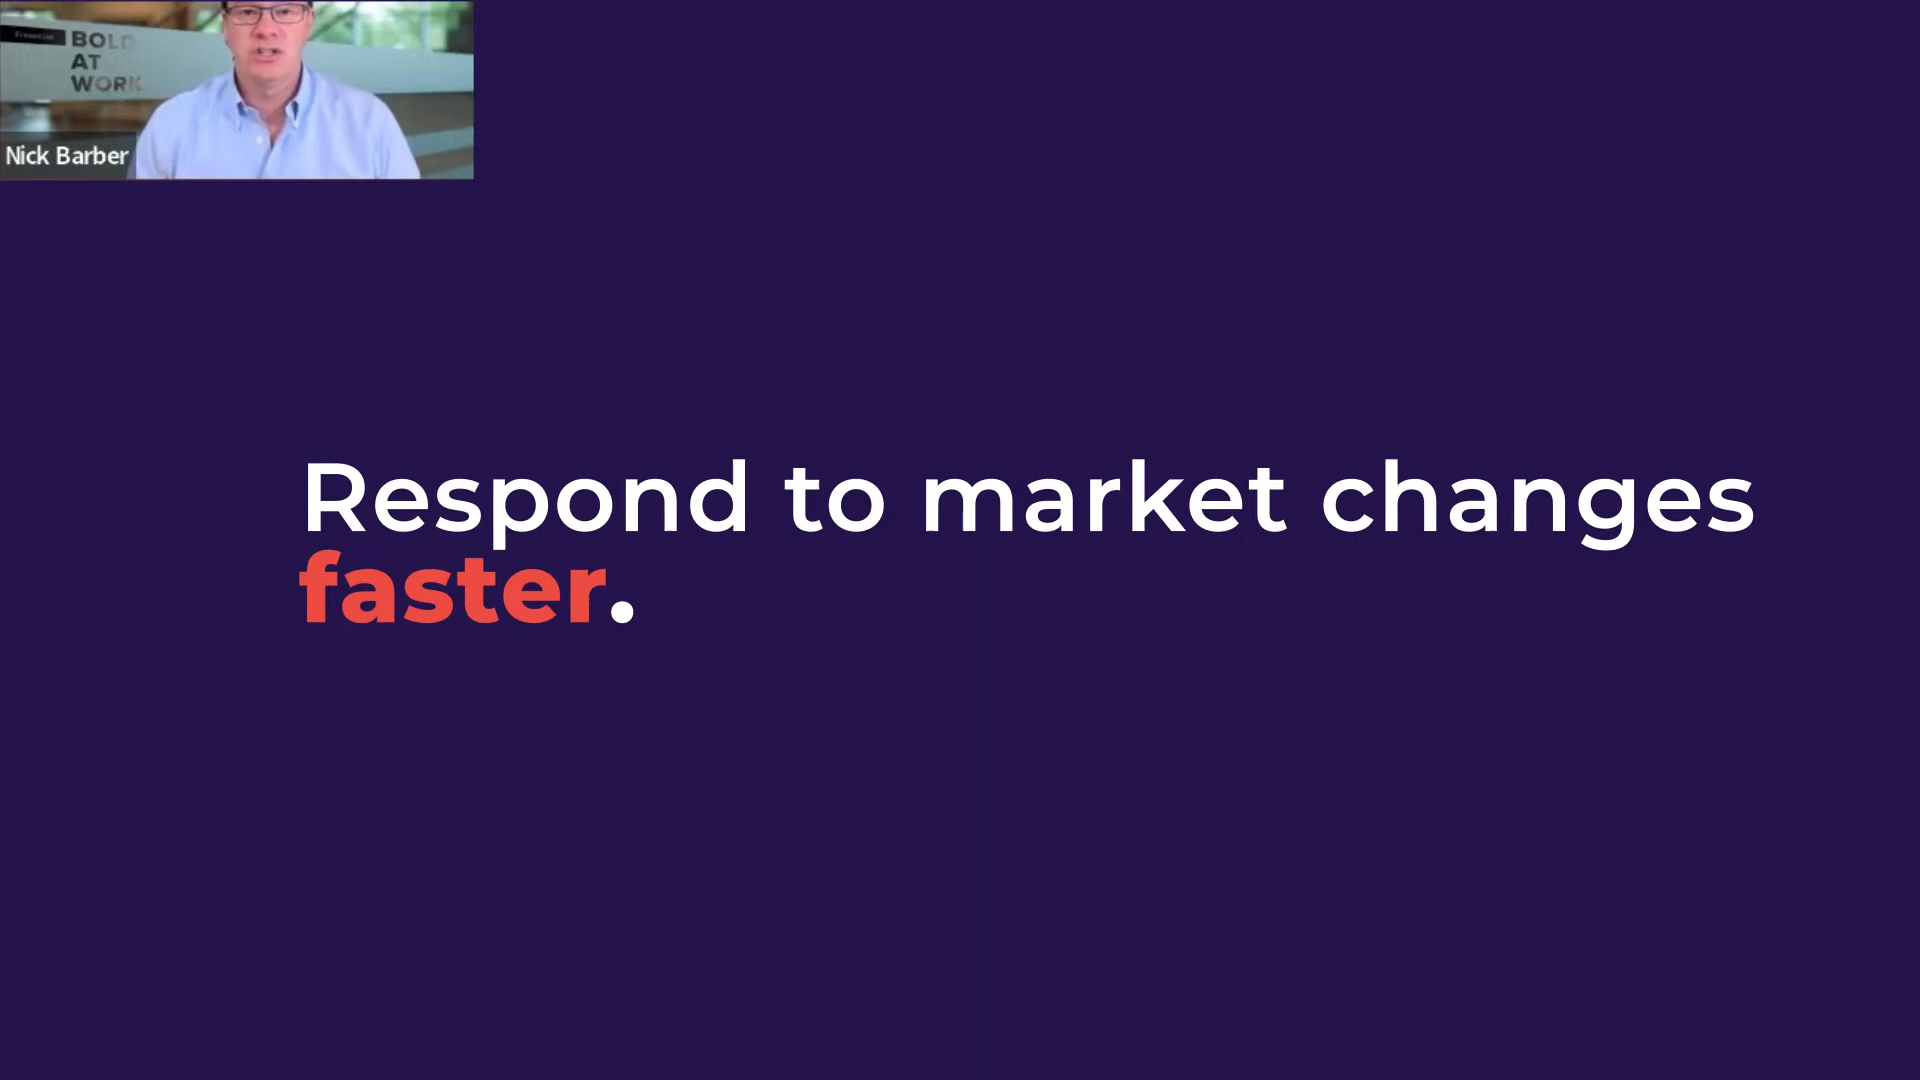 BOLD
AT
WORK
Nick Barber
Respond to market changes
faster.